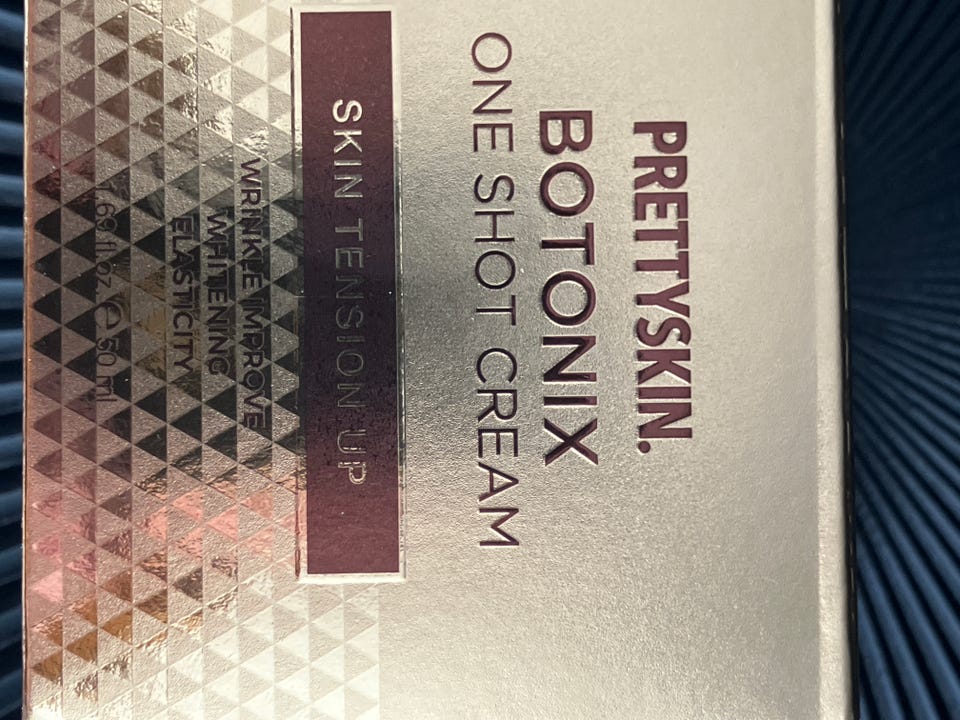 PRETTYSKIN.
BOTONIX
ONE SHOT CREAM
SKIN TENSION UP
WRINKLE IMPROVE
WHITENING
ELASTICITY
1.69 fl.oz e 50 ml